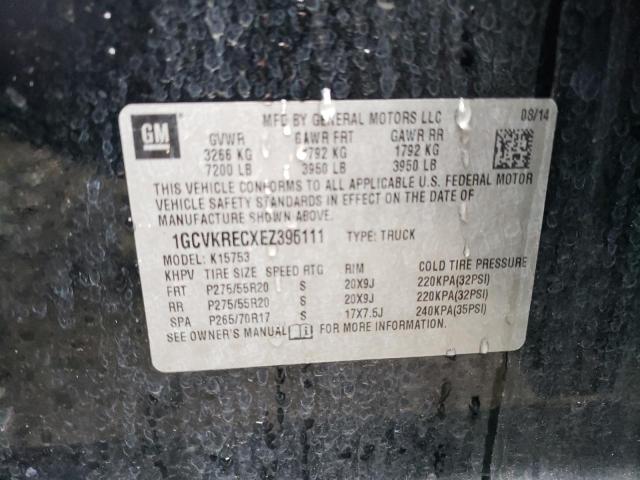 GM
MFD BY GENERAL MOTORS LLC 08/14
GVWR GAWR FRT GAWR RR
3266 KG 1792 KG 1792 KG
7200 LB 3950 LB 3950 LB
THIS VEHICLE CONFORMS TO ALL APPLICABLE U.S. FEDERAL MOTOR
VEHICLE SAFETY STANDARDS IN EFFECT ON THE DATE OF
MANUFACTURE SHOWN ABOVE.
1GCVKRECXEZ395111 TYPE: TRUCK
MODEL: K15753
KHPV TIRE SIZE SPEED RTG RIM COLD TIRE PRESSURE
FRT P275/55R20 S 20X9J 220KPA(32PSI)
RR P275/55R20 S 20X9J 220KPA(32PSI)
SPA P265/70R17 S 17X7.5J 240KPA(35PSI)
SEE OWNER'S MANUAL FOR MORE INFORMATION.